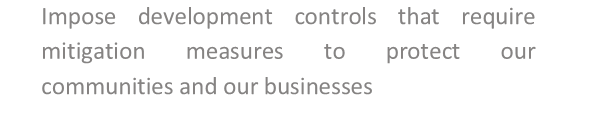 Impose development controls that require
mitigation measures to protect our
communities and our businesses